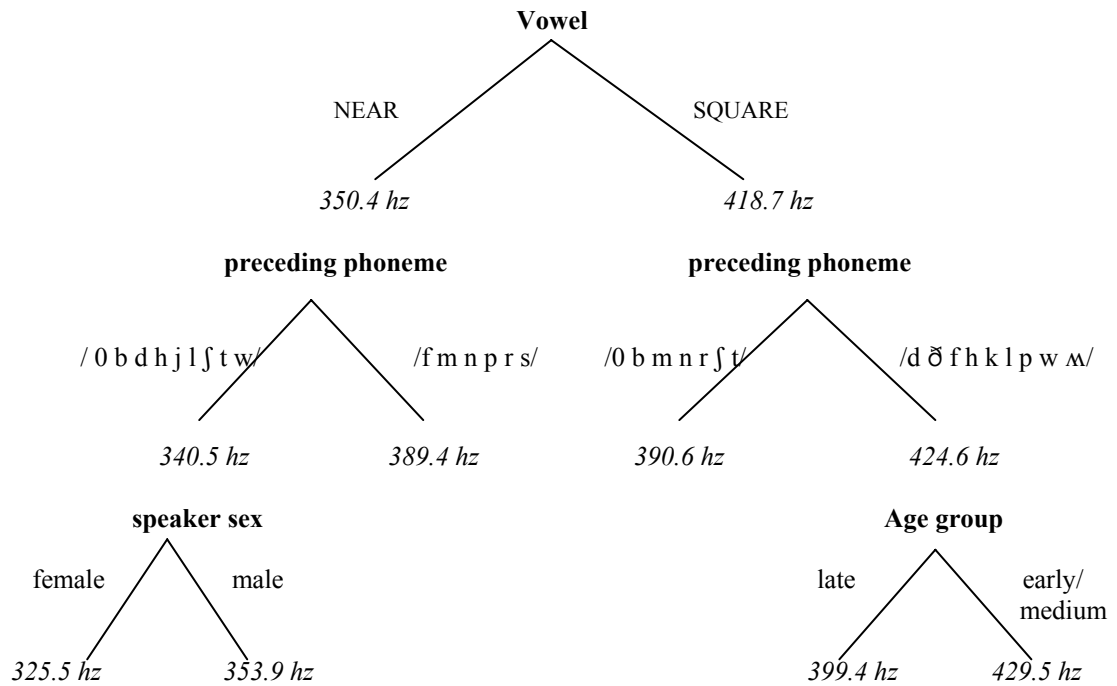 Vowel
NEAR SQUARE
350.4 hz 418.7 hz
preceding phoneme preceding phoneme
/ 0 b d h j l ʃ t w/ /f m n p r s/ /0 b m n r ʃ t/ /d ð f h k l p w ʍ/
340.5 hz 389.4 hz 390.6 hz 424.6 hz
speaker sex Age group
female male late early/
medium
325.5 hz 353.9 hz 399.4 hz 429.5 hz